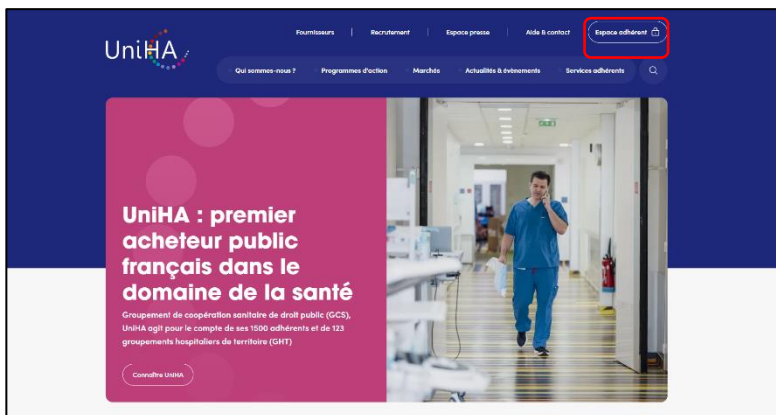 Fournisseurs | Recrutement | Espace presse | Aide & contact Espace adhérent
UniHA
Qui sommes-nous ? Programmes d'action Marchés Actualités & évènements Services adhérents
UniHA : premier
acheteur public
français dans le
domaine de la santé
Groupement de coopération sanitaire de droit public (GCS),
UniHA agit pour le compte de ses 1500 adhérents et de 123
groupements hospitaliers de territoire (GHT)
Connaître UniHA